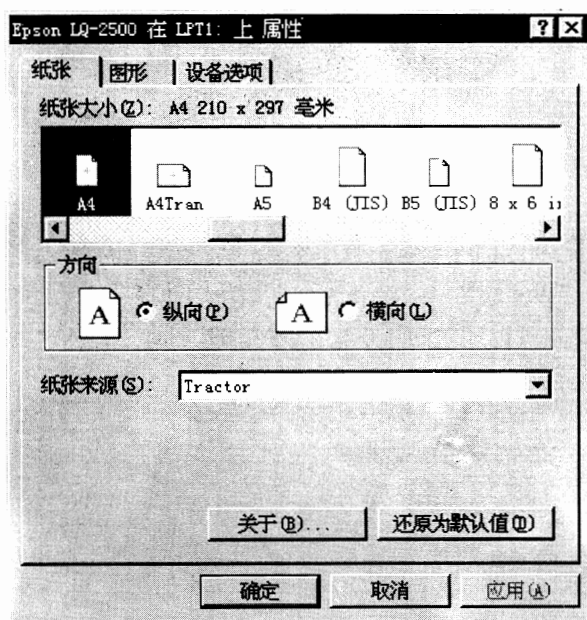 Epson LQ-2500 在 LPT1: 上 属性
纸张 图形 设备选项
纸张大小(Z): A4 210 x 297 毫米
A4 A4Tran A5 B4 (JIS) B5 (JIS) 8 x 6 in
方向
A 纵向(P) A 横向(L)
纸张来源(S): Tractor
关于(B)... 还原为默认值(D)
确定 取消 应用(A)